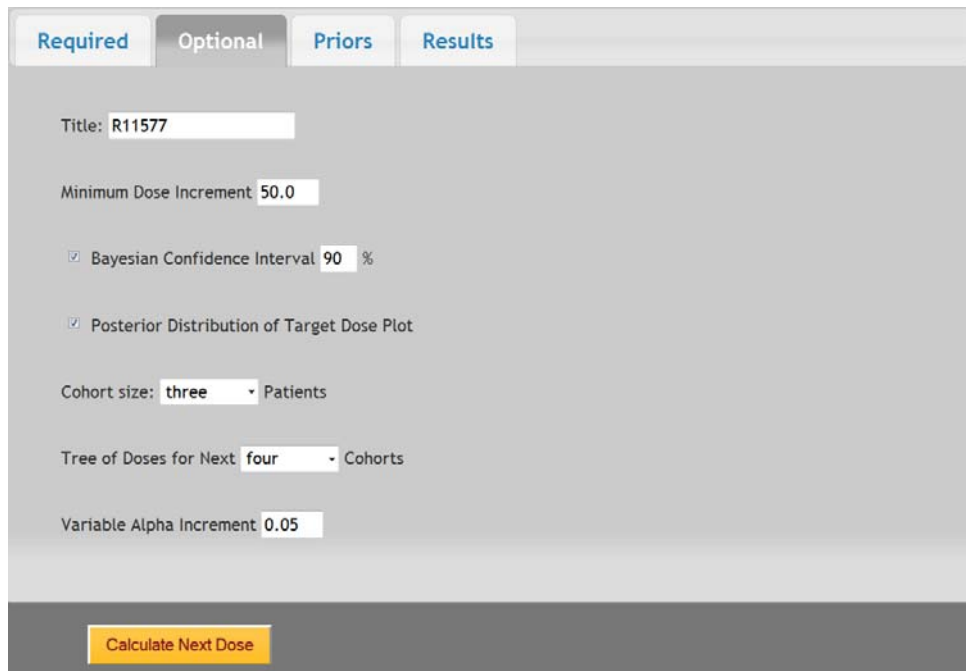 Required Optional Priors Results
Title: R11577
Minimum Dose Increment 50.0
Bayesian Confidence Interval 90 %
Posterior Distribution of Target Dose Plot
Cohort size: three Patients
Tree of Doses for Next four Cohorts
Variable Alpha Increment 0.05
Calculate Next Dose